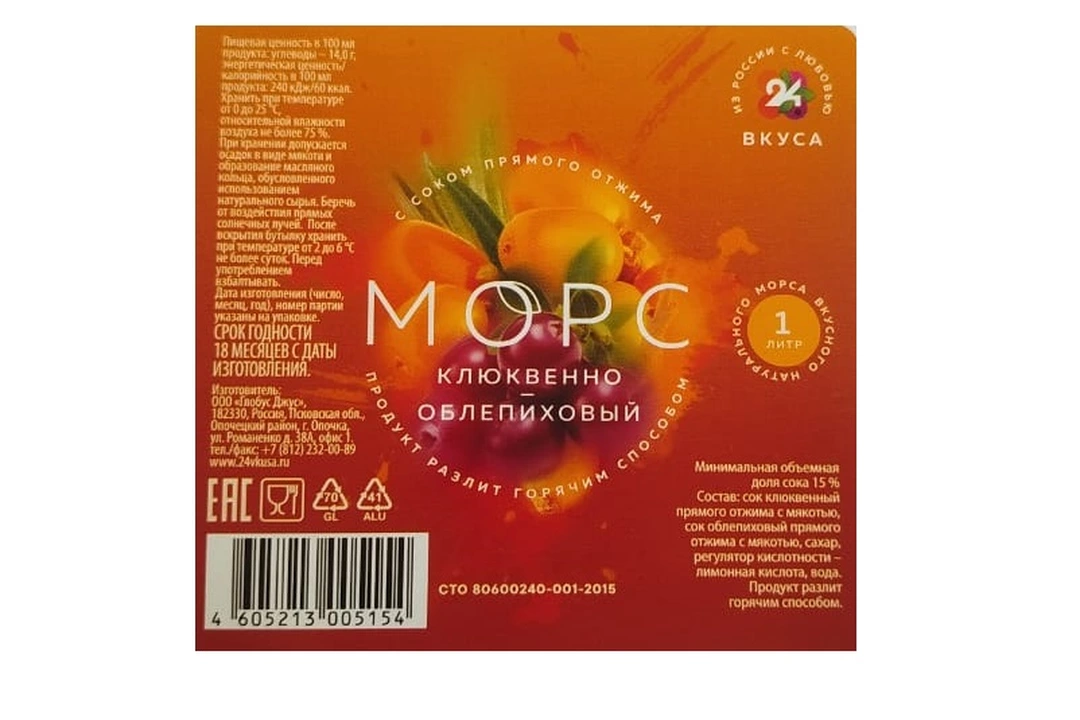 Пищевая ценность в 100 мл
продукта: углеводы – 14,0 г,
энергетическая ценность/
калорийность в 100 мл
продукта: 240 кДж/60 ккал.
Хранить при температуре
от 0 до 25 °С,
относительной влажности
воздуха не более 75 %.
При хранении допускается
осадок в виде мякоти и
образование масляного
кольца, обусловленного
использованием
натурального сырья. Беречь
от воздействия прямых
солнечных лучей. После
вскрытия бутылку хранить
при температуре от 2 до 6 °С
не более суток. Перед
употреблением
взбалтывать.
Дата изготовления (число,
месяц, год), номер партии
указаны на упаковке.
СРОК ГОДНОСТИ
18 МЕСЯЦЕВ С ДАТЫ
ИЗГОТОВЛЕНИЯ.
Изготовитель:
ООО «Глобус Джус»,
182330, Россия, Псковская обл.,
Опочецкий район, г. Опочка,
ул. Романенко д. 38А, офис 1.
тел./факс: +7 (812) 232-00-89
www.24vkusa.ru
EAC
70
GL
41
ALU
4 605213 005154
С СОКОМ ПРЯМОГО ОТЖИМА
МОРС
КЛЮКВЕННО
–
ОБЛЕПИХОВЫЙ
ПРОДУКТ РАЗЛИТ ГОРЯЧИМ СПОСОБОМ
СТО 80600240-001-2015
ИЗ РОССИИ С ЛЮБОВЬЮ
24
ВКУСА
НАТУРАЛЬНОГО МОРСА ВКУСНОГО
1
ЛИТР
Минимальная объемная
доля сока 15 %
Состав: сок клюквенный
прямого отжима с мякотью,
сок облепиховый прямого
отжима с мякотью, сахар,
регулятор кислотности –
лимонная кислота, вода.
Продукт разлит
горячим способом.